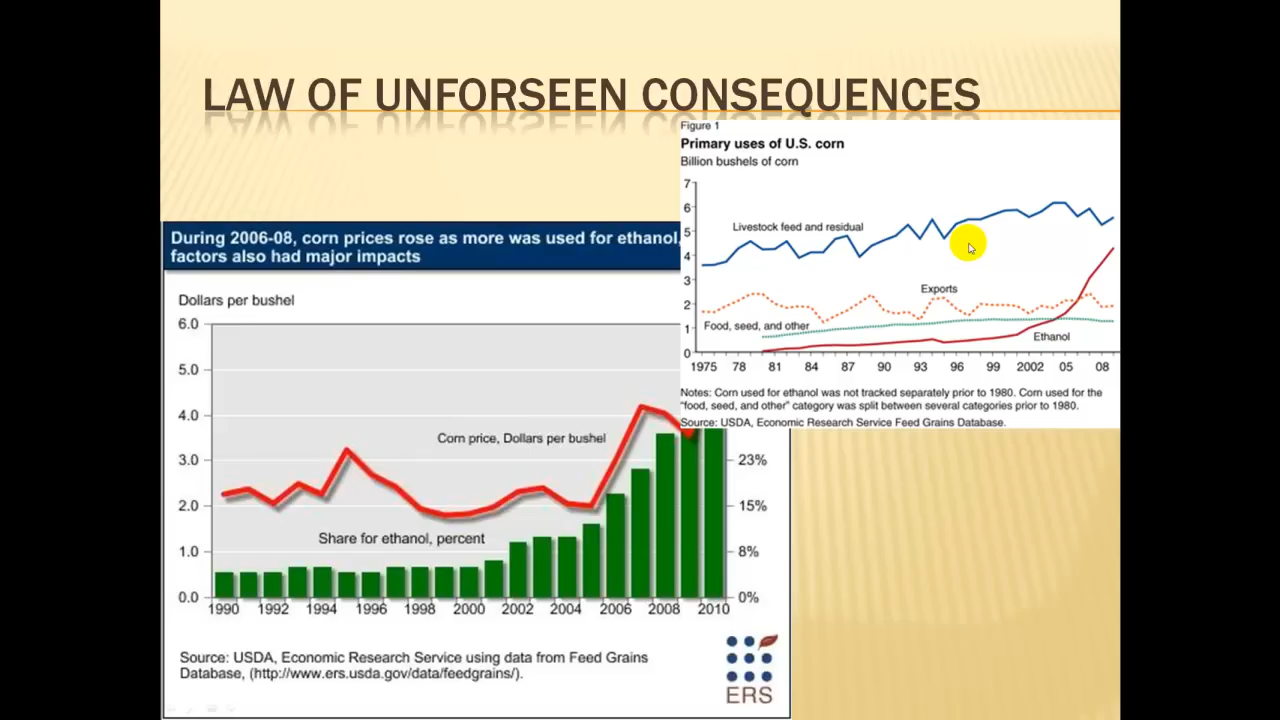 LAW OF UNFORSEEN CONSEQUENCES
Figure 1
Primary uses of U.S. corn
Billion bushels of corn
7
6
5
4
3
2
1
0
Livestock feed and residual
Exports
Food, seed, and other
Ethanol
1975 78 81 84 87 90 93 96 99 2002 05 08
Notes: Corn used for ethanol was not tracked separately prior to 1980. Corn used for the
“food, seed, and other” category was split between several categories prior to 1980.
Source: USDA, Economic Research Service Feed Grains Database.
During 2006-08, corn prices rose as more was used for ethanol,
factors also had major impacts
Dollars per bushel
6.0
5.0
4.0
3.0
2.0
1.0
0.0
Corn price, Dollars per bushel
Share for ethanol, percent
23%
15%
8%
0%
1990 1992 1994 1996 1998 2000 2002 2004 2006 2008 2010
Source: USDA, Economic Research Service using data from Feed Grains
Database, (http://www.ers.usda.gov/data/feedgrains/).
ERS